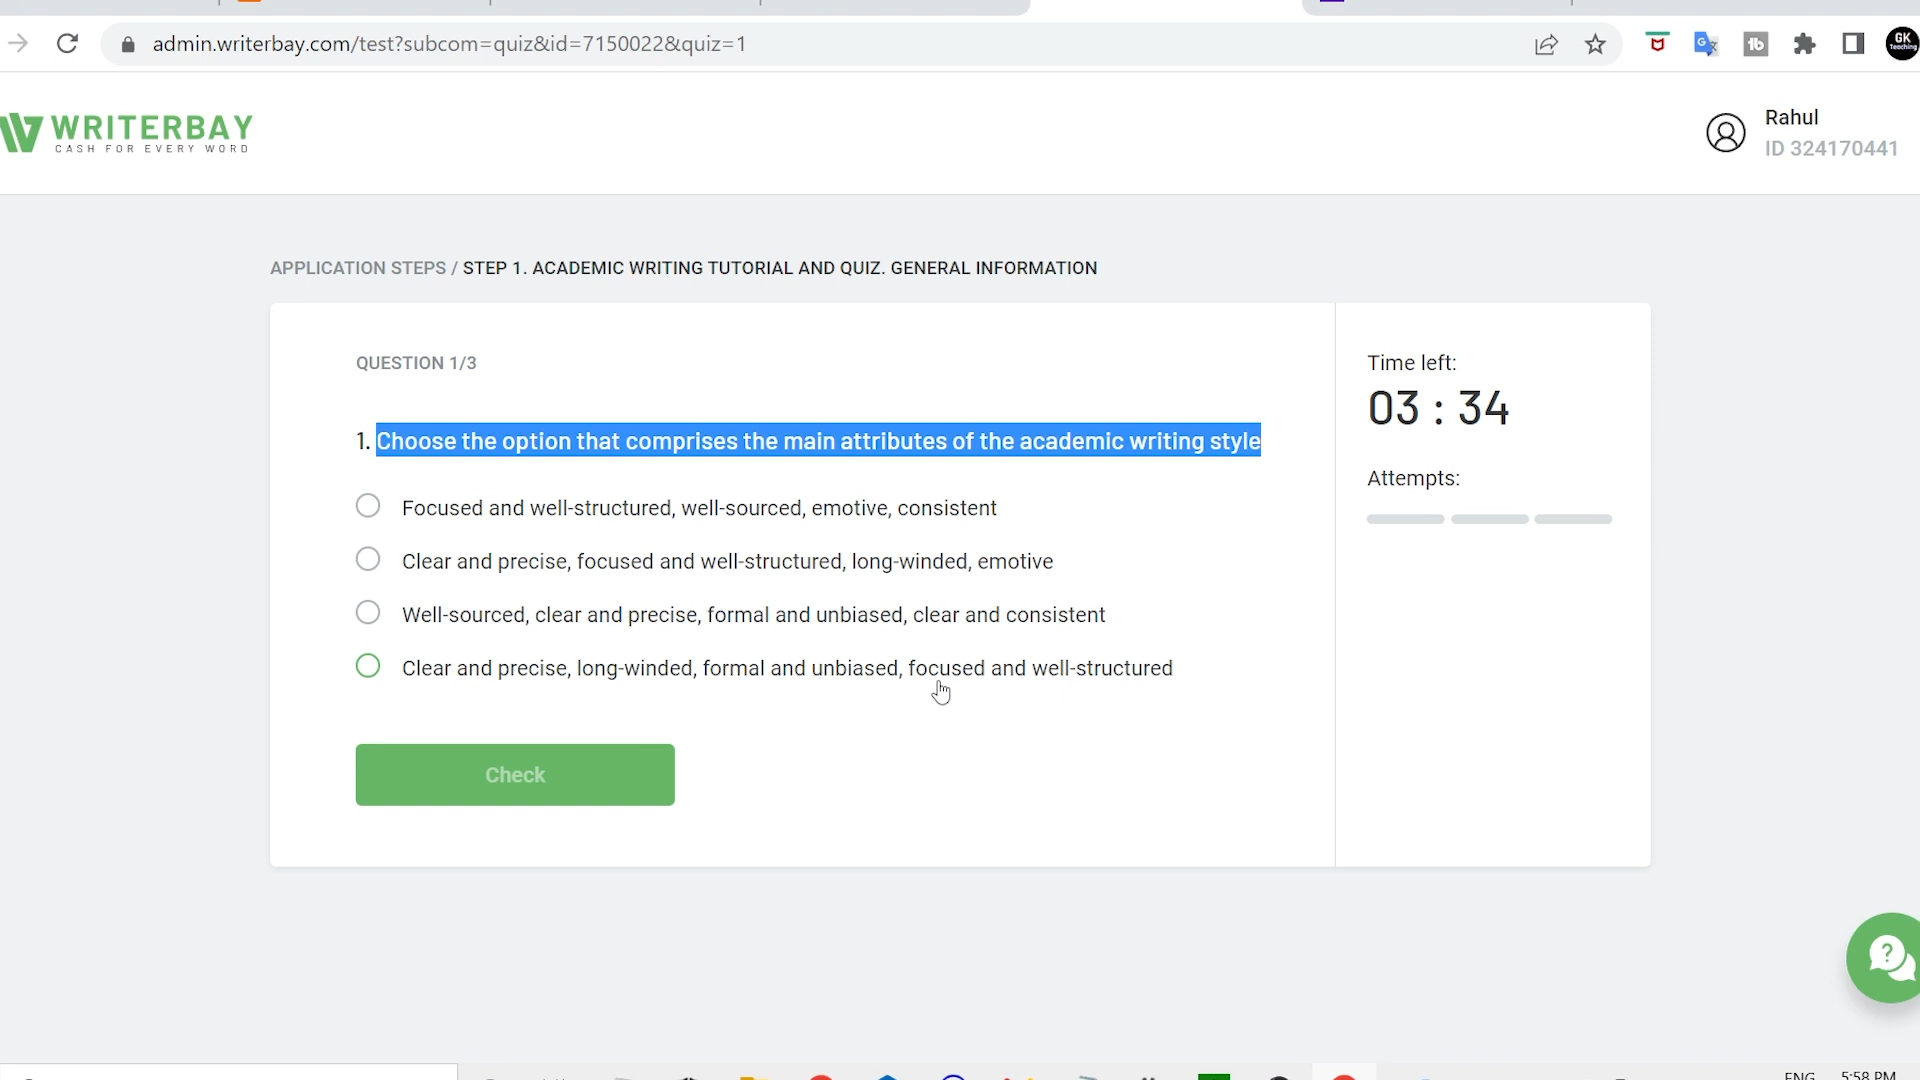 admin.writerbay.com/test?subcom=quiz&id=7150022&quiz=1
GK
Teaching
WRITERBAY
CASH FOR EVERY WORD
Rahul
ID 324170441
APPLICATION STEPS / STEP 1. ACADEMIC WRITING TUTORIAL AND QUIZ. GENERAL INFORMATION
QUESTION 1/3
1. Choose the option that comprises the main attributes of the academic writing style
Focused and well-structured, well-sourced, emotive, consistent
Clear and precise, focused and well-structured, long-winded, emotive
Well-sourced, clear and precise, formal and unbiased, clear and consistent
Clear and precise, long-winded, formal and unbiased, focused and well-structured
Check
Time left:
03 : 34
Attempts:
ENG
5:58 PM